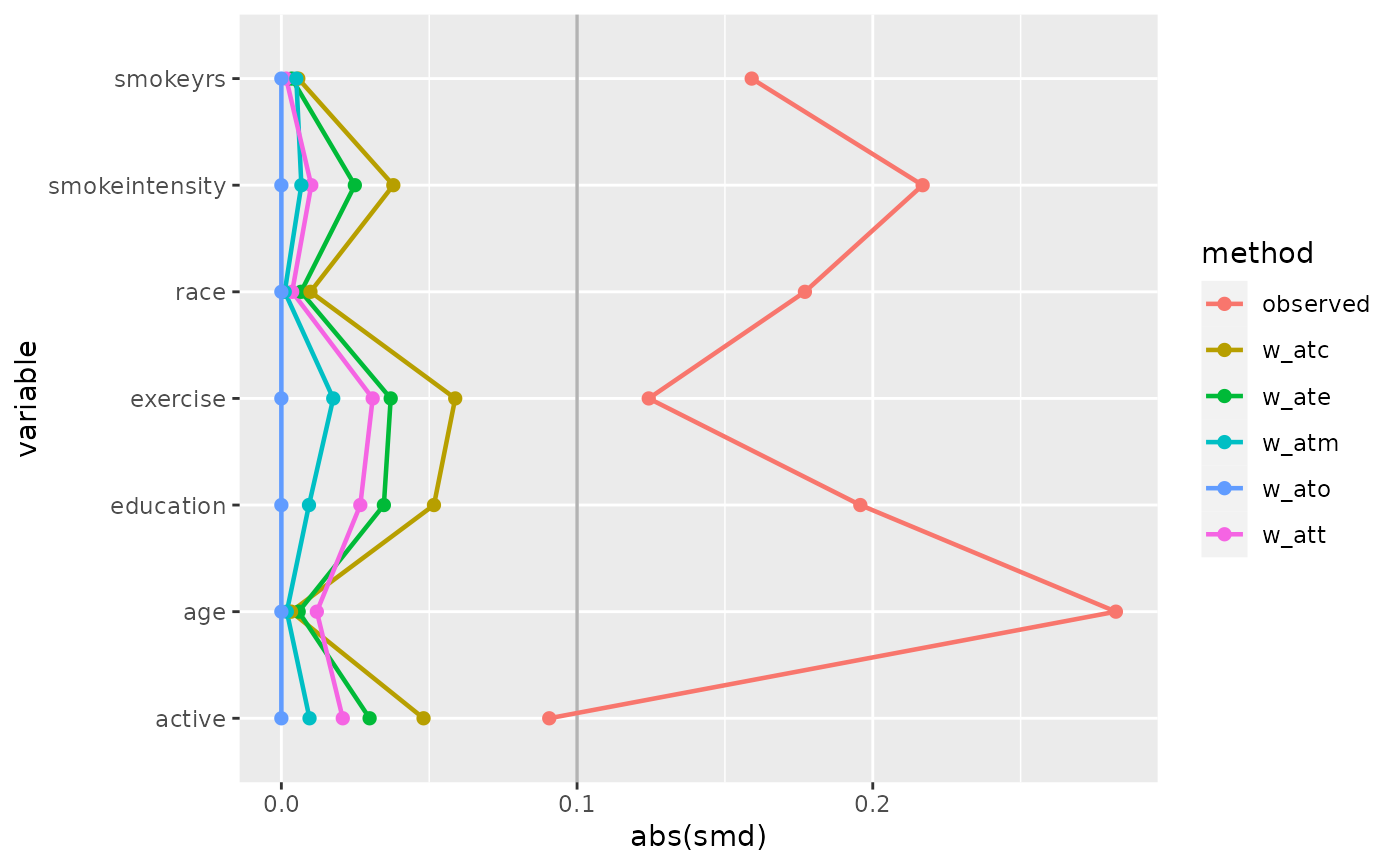 smokeyrs
smokeintensity
race
exercise
education
age
active
variable
0.0 0.1 0.2
abs(smd)
method
observed
w_atc
w_ate
w_atm
w_ato
w_att